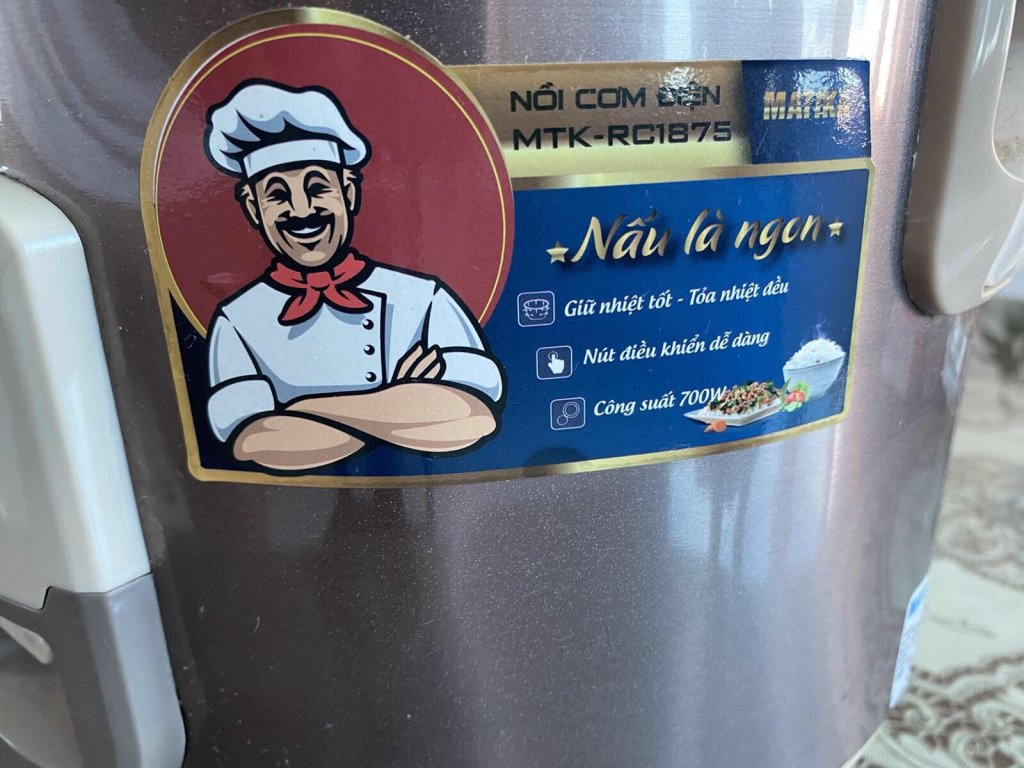 NỒI CƠM ĐIỆN
MATIKA
MTK-RC1875
Nấu là ngon
Giữ nhiệt tốt - Tỏa nhiệt đều
Nút điều khiển dễ dàng
Công suất 700W